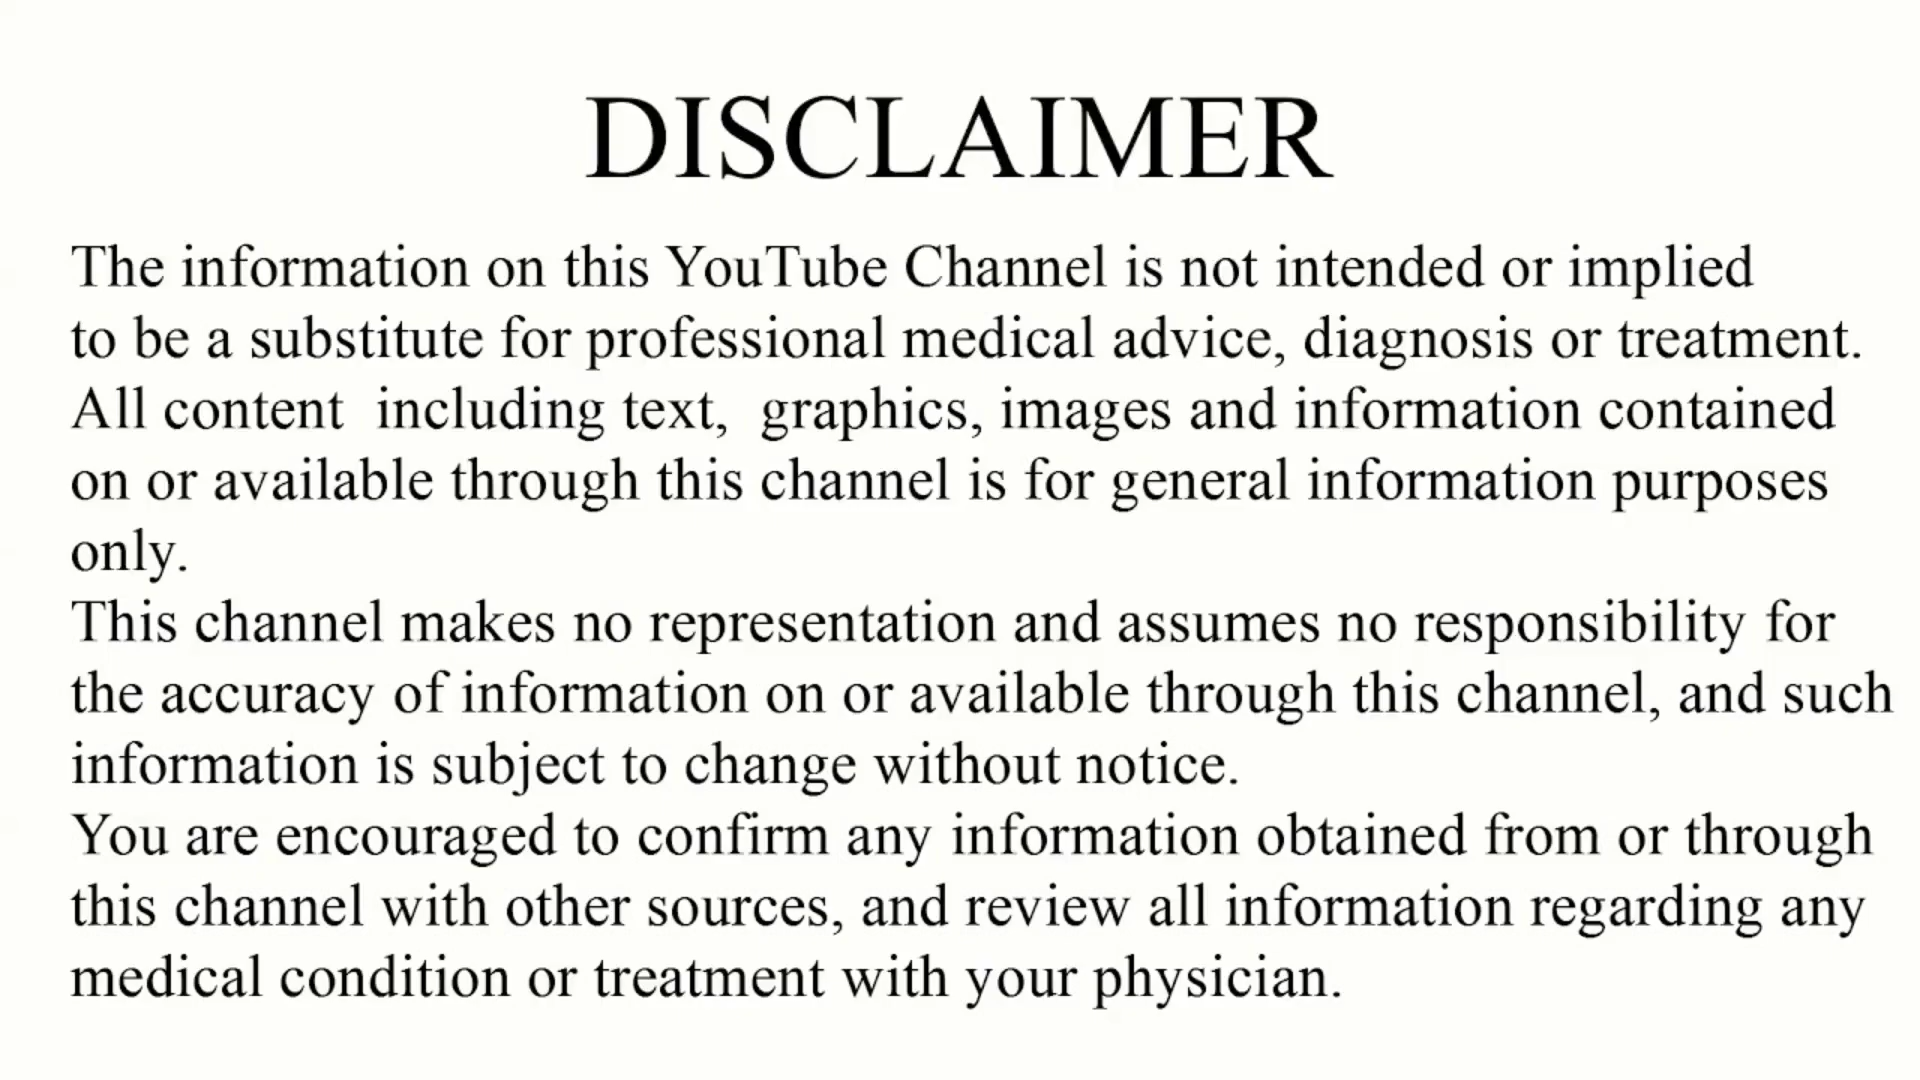 DISCLAIMER
The information on this YouTube Channel is not intended or implied
to be a substitute for professional medical advice, diagnosis or treatment.
All content  including text,  graphics, images and information contained
on or available through this channel is for general information purposes
only.
This channel makes no representation and assumes no responsibility for
the accuracy of information on or available through this channel, and such
information is subject to change without notice.
You are encouraged to confirm any information obtained from or through
this channel with other sources, and review all information regarding any
medical condition or treatment with your physician.